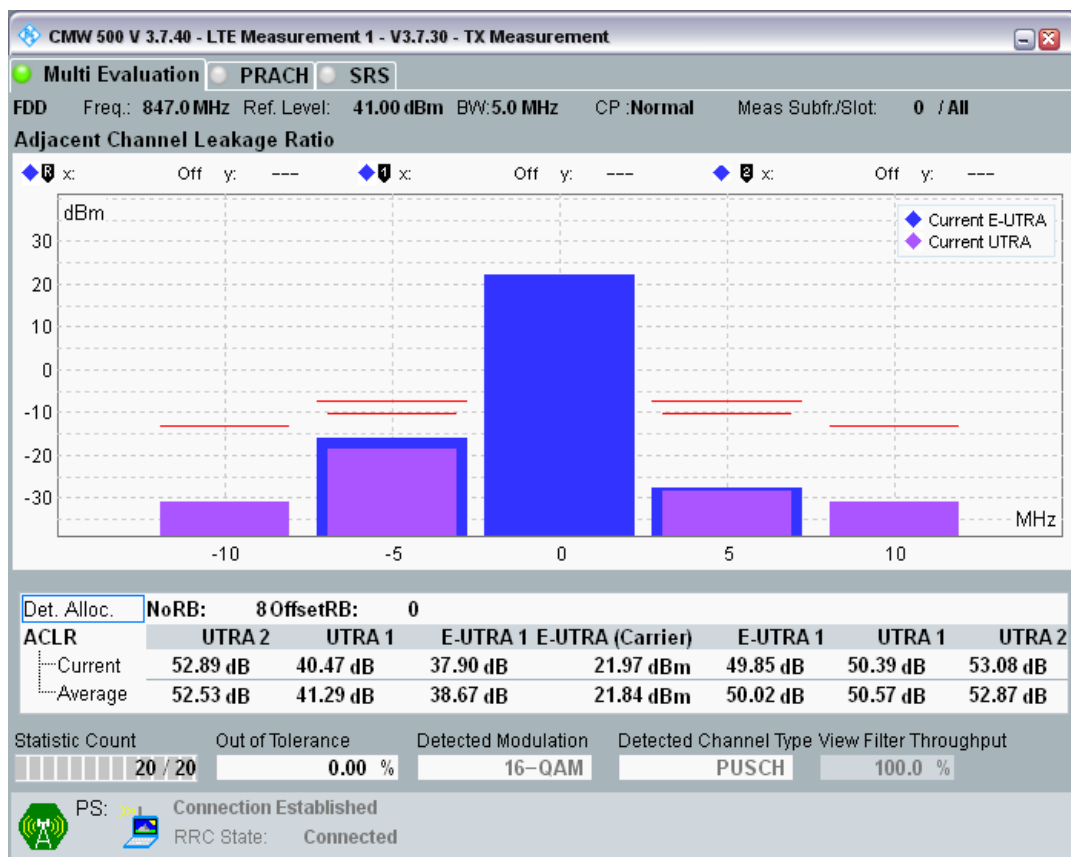 CMW 500 V 3.7.40 - LTE Measurement 1 - V3.7.30 - TX Measurement
Multi Evaluation PRACH SRS
FDD Freq.: 847.0 MHz Ref. Level: 41.00 dBm BW:5.0 MHz CP :Normal Meas Subfr./Slot: 0 / All
Adjacent Channel Leakage Ratio
R x: Off y: --- 1 x: Off y: --- 2 x: Off y: ---
dBm
Current E-UTRA
Current UTRA
30
20
10
0
-10
-20
-30
MHz
-10 -5 0 5 10
Det. Alloc. NoRB: 8 OffsetRB: 0
ACLR UTRA 2 UTRA 1 E-UTRA 1 E-UTRA (Carrier) E-UTRA 1 UTRA 1 UTRA 2
Current 52.89 dB 40.47 dB 37.90 dB 21.97 dBm 49.85 dB 50.39 dB 53.08 dB
Average 52.53 dB 41.29 dB 38.67 dB 21.84 dBm 50.02 dB 50.57 dB 52.87 dB
Statistic Count Out of Tolerance Detected Modulation Detected Channel Type View Filter Throughput
20 / 20 0.00 % 16-QAM PUSCH 100.0 %
PS: Connection Established
RRC State: Connected